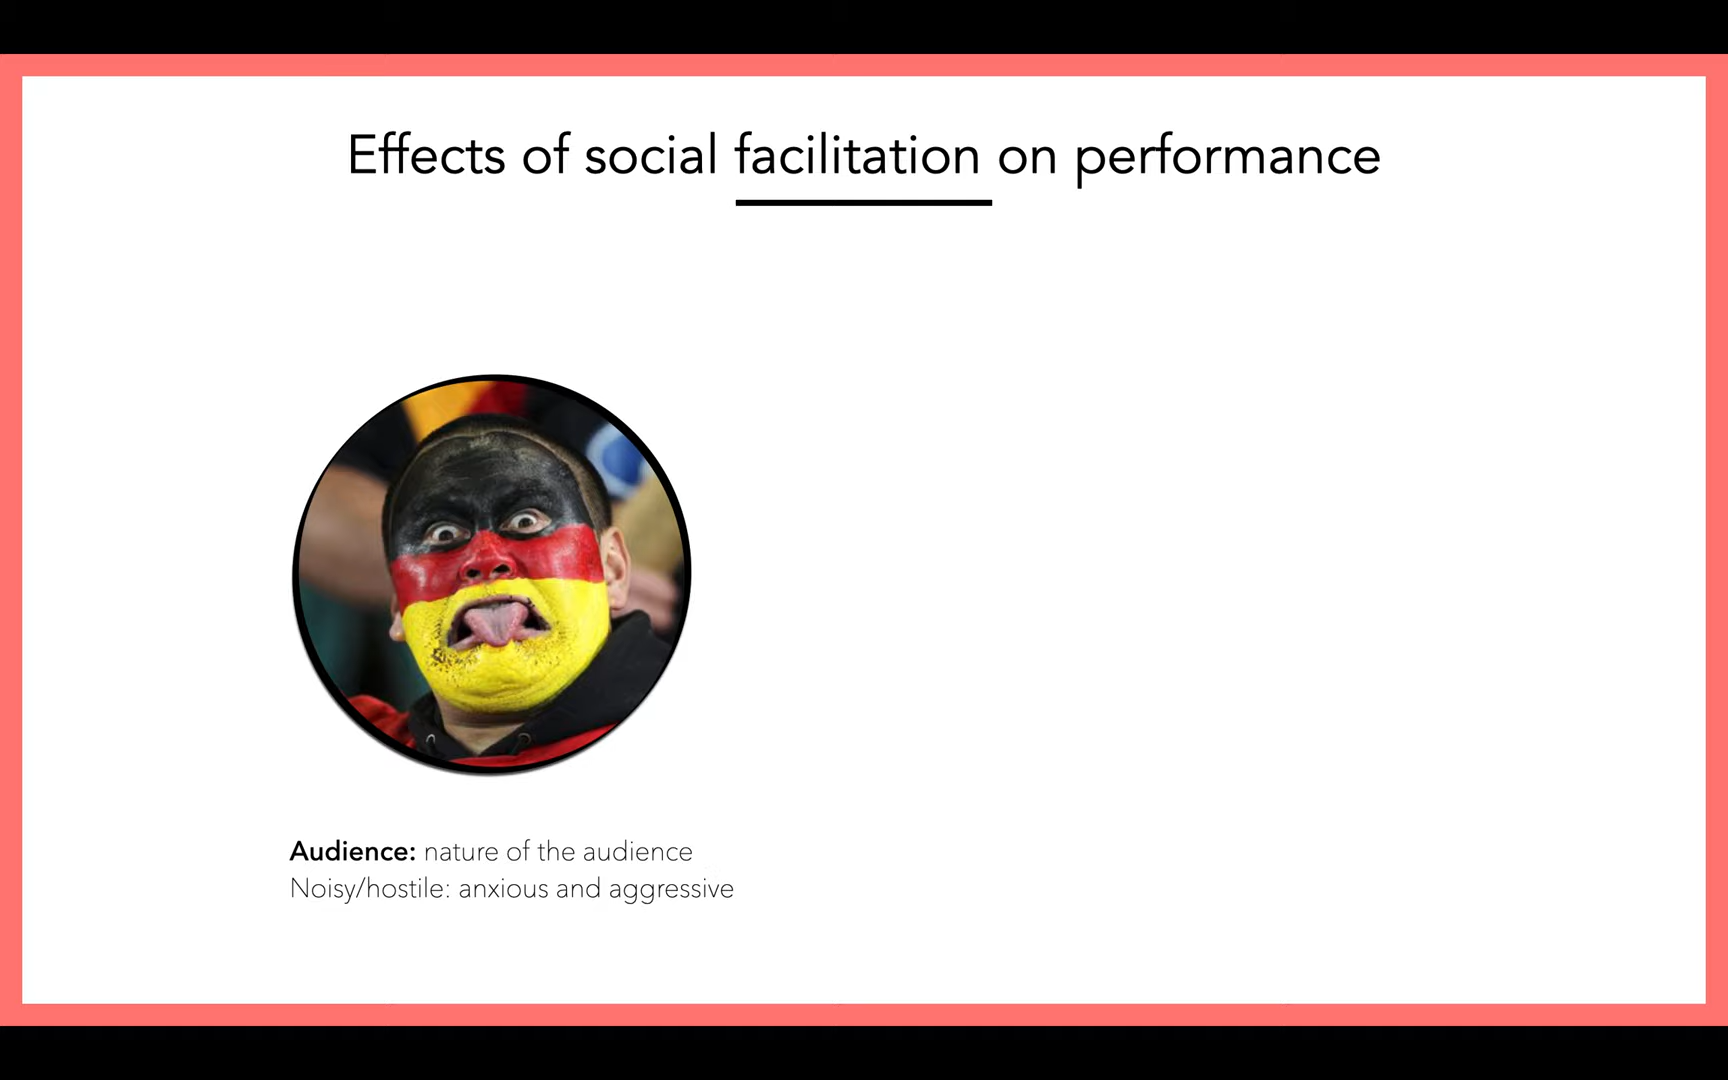 Effects of social facilitation on performance
Audience: nature of the audience
Noisy/hostile: anxious and aggressive